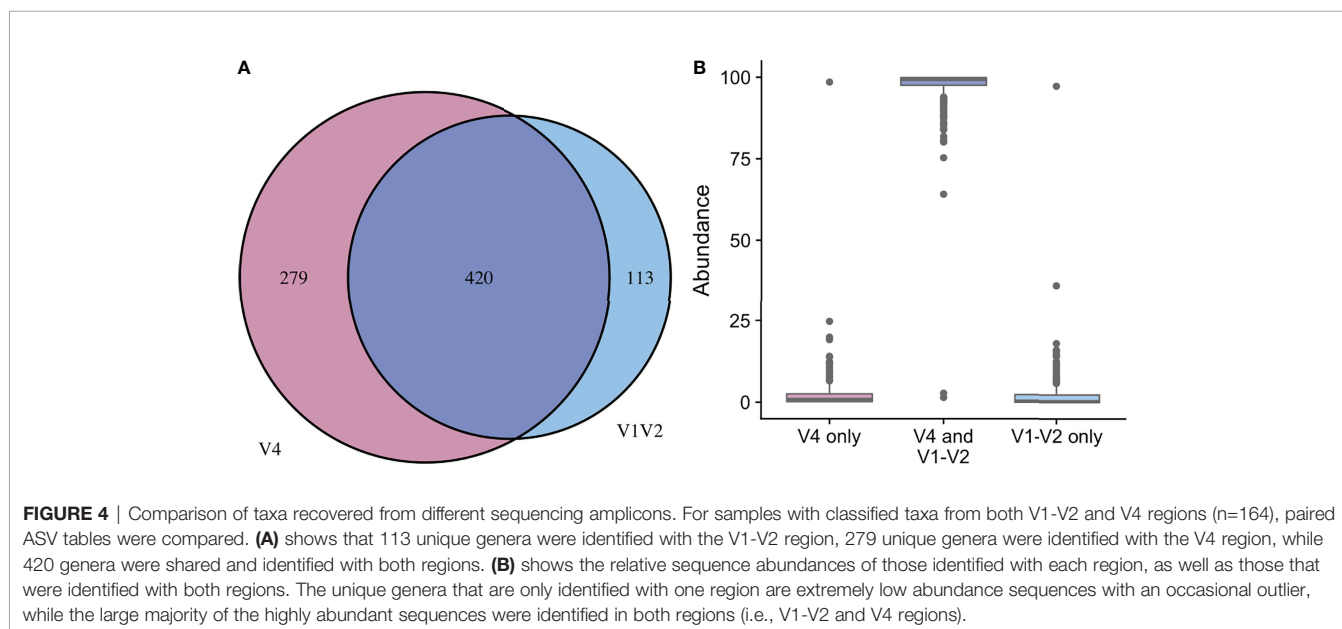 A
279
420
113
V4
V1V2
B
Abundance
100
75
50
25
0
V4 only
V4 and
V1-V2
V1-V2 only
FIGURE 4 | Comparison of taxa recovered from different sequencing amplicons. For samples with classified taxa from both V1-V2 and V4 regions (n=164), paired
ASV tables were compared. (A) shows that 113 unique genera were identified with the V1-V2 region, 279 unique genera were identified with the V4 region, while
420 genera were shared and identified with both regions. (B) shows the relative sequence abundances of those identified with each region, as well as those that
were identified with both regions. The unique genera that are only identified with one region are extremely low abundance sequences with an occasional outlier,
while the large majority of the highly abundant sequences were identified in both regions (i.e., V1-V2 and V4 regions).